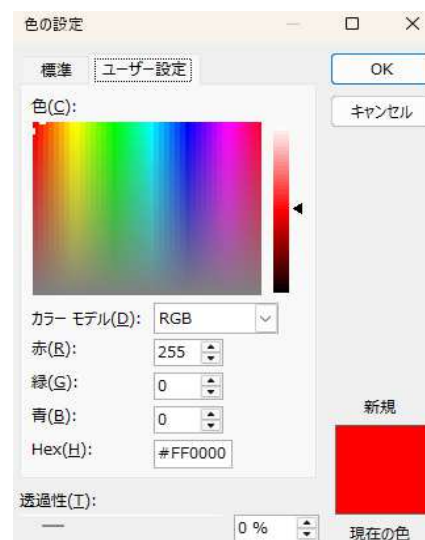 色の設定
標準 ユーザー設定
OK
キャンセル
色(C):
カラー モデル(D): RGB
赤(R): 255
緑(G): 0
青(B): 0
Hex(H): #FF0000
新規
透過性(T):
0 %
現在の色